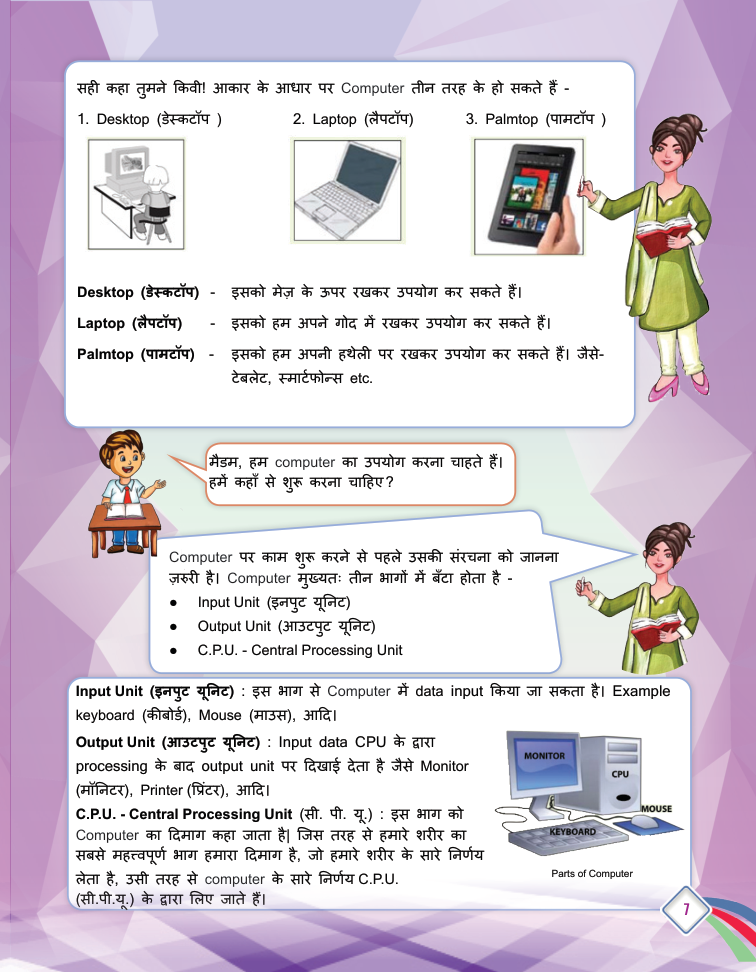 सही कहा तुमने किवी! आकार के आधार पर Computer तीन तरह के हो सकते हैं -
1. Desktop (डेस्कटॉप ) 2. Laptop (लैपटॉप) 3. Palmtop (पामटॉप )
Desktop (डेस्कटॉप) - इसको मेज़ के ऊपर रखकर उपयोग कर सकते हैं।
Laptop (लैपटॉप) - इसको हम अपने गोद में रखकर उपयोग कर सकते हैं।
Palmtop (पामटॉप) - इसको हम अपनी हथेली पर रखकर उपयोग कर सकते हैं। जैसे-
टेबलेट, स्मार्टफोन्स etc.
मैडम, हम computer का उपयोग करना चाहते हैं।
हमें कहाँ से शुरू करना चाहिए?
Computer पर काम शुरू करने से पहले उसकी संरचना को जानना
ज़रुरी है। Computer मुख्यतः तीन भागों में बँटा होता है -
● Input Unit (इनपुट यूनिट)
● Output Unit (आउटपुट यूनिट)
● C.P.U. - Central Processing Unit
Input Unit (इनपुट यूनिट) : इस भाग से Computer में data input किया जा सकता है। Example
keyboard (कीबोर्ड), Mouse (माउस), आदि।
Output Unit (आउटपुट यूनिट) : Input data CPU के द्वारा
processing के बाद output unit पर दिखाई देता है जैसे Monitor
(मॉनिटर), Printer (प्रिंटर), आदि।
C.P.U. - Central Processing Unit (सी. पी. यू.) : इस भाग को
Computer का दिमाग कहा जाता है| जिस तरह से हमारे शरीर का
सबसे महत्त्वपूर्ण भाग हमारा दिमाग है, जो हमारे शरीर के सारे निर्णय
लेता है, उसी तरह से computer के सारे निर्णय C.P.U.
(सी.पी.यू.) के द्वारा लिए जाते हैं।
MONITOR
CPU
MOUSE
KEYBOARD
Parts of Computer
7